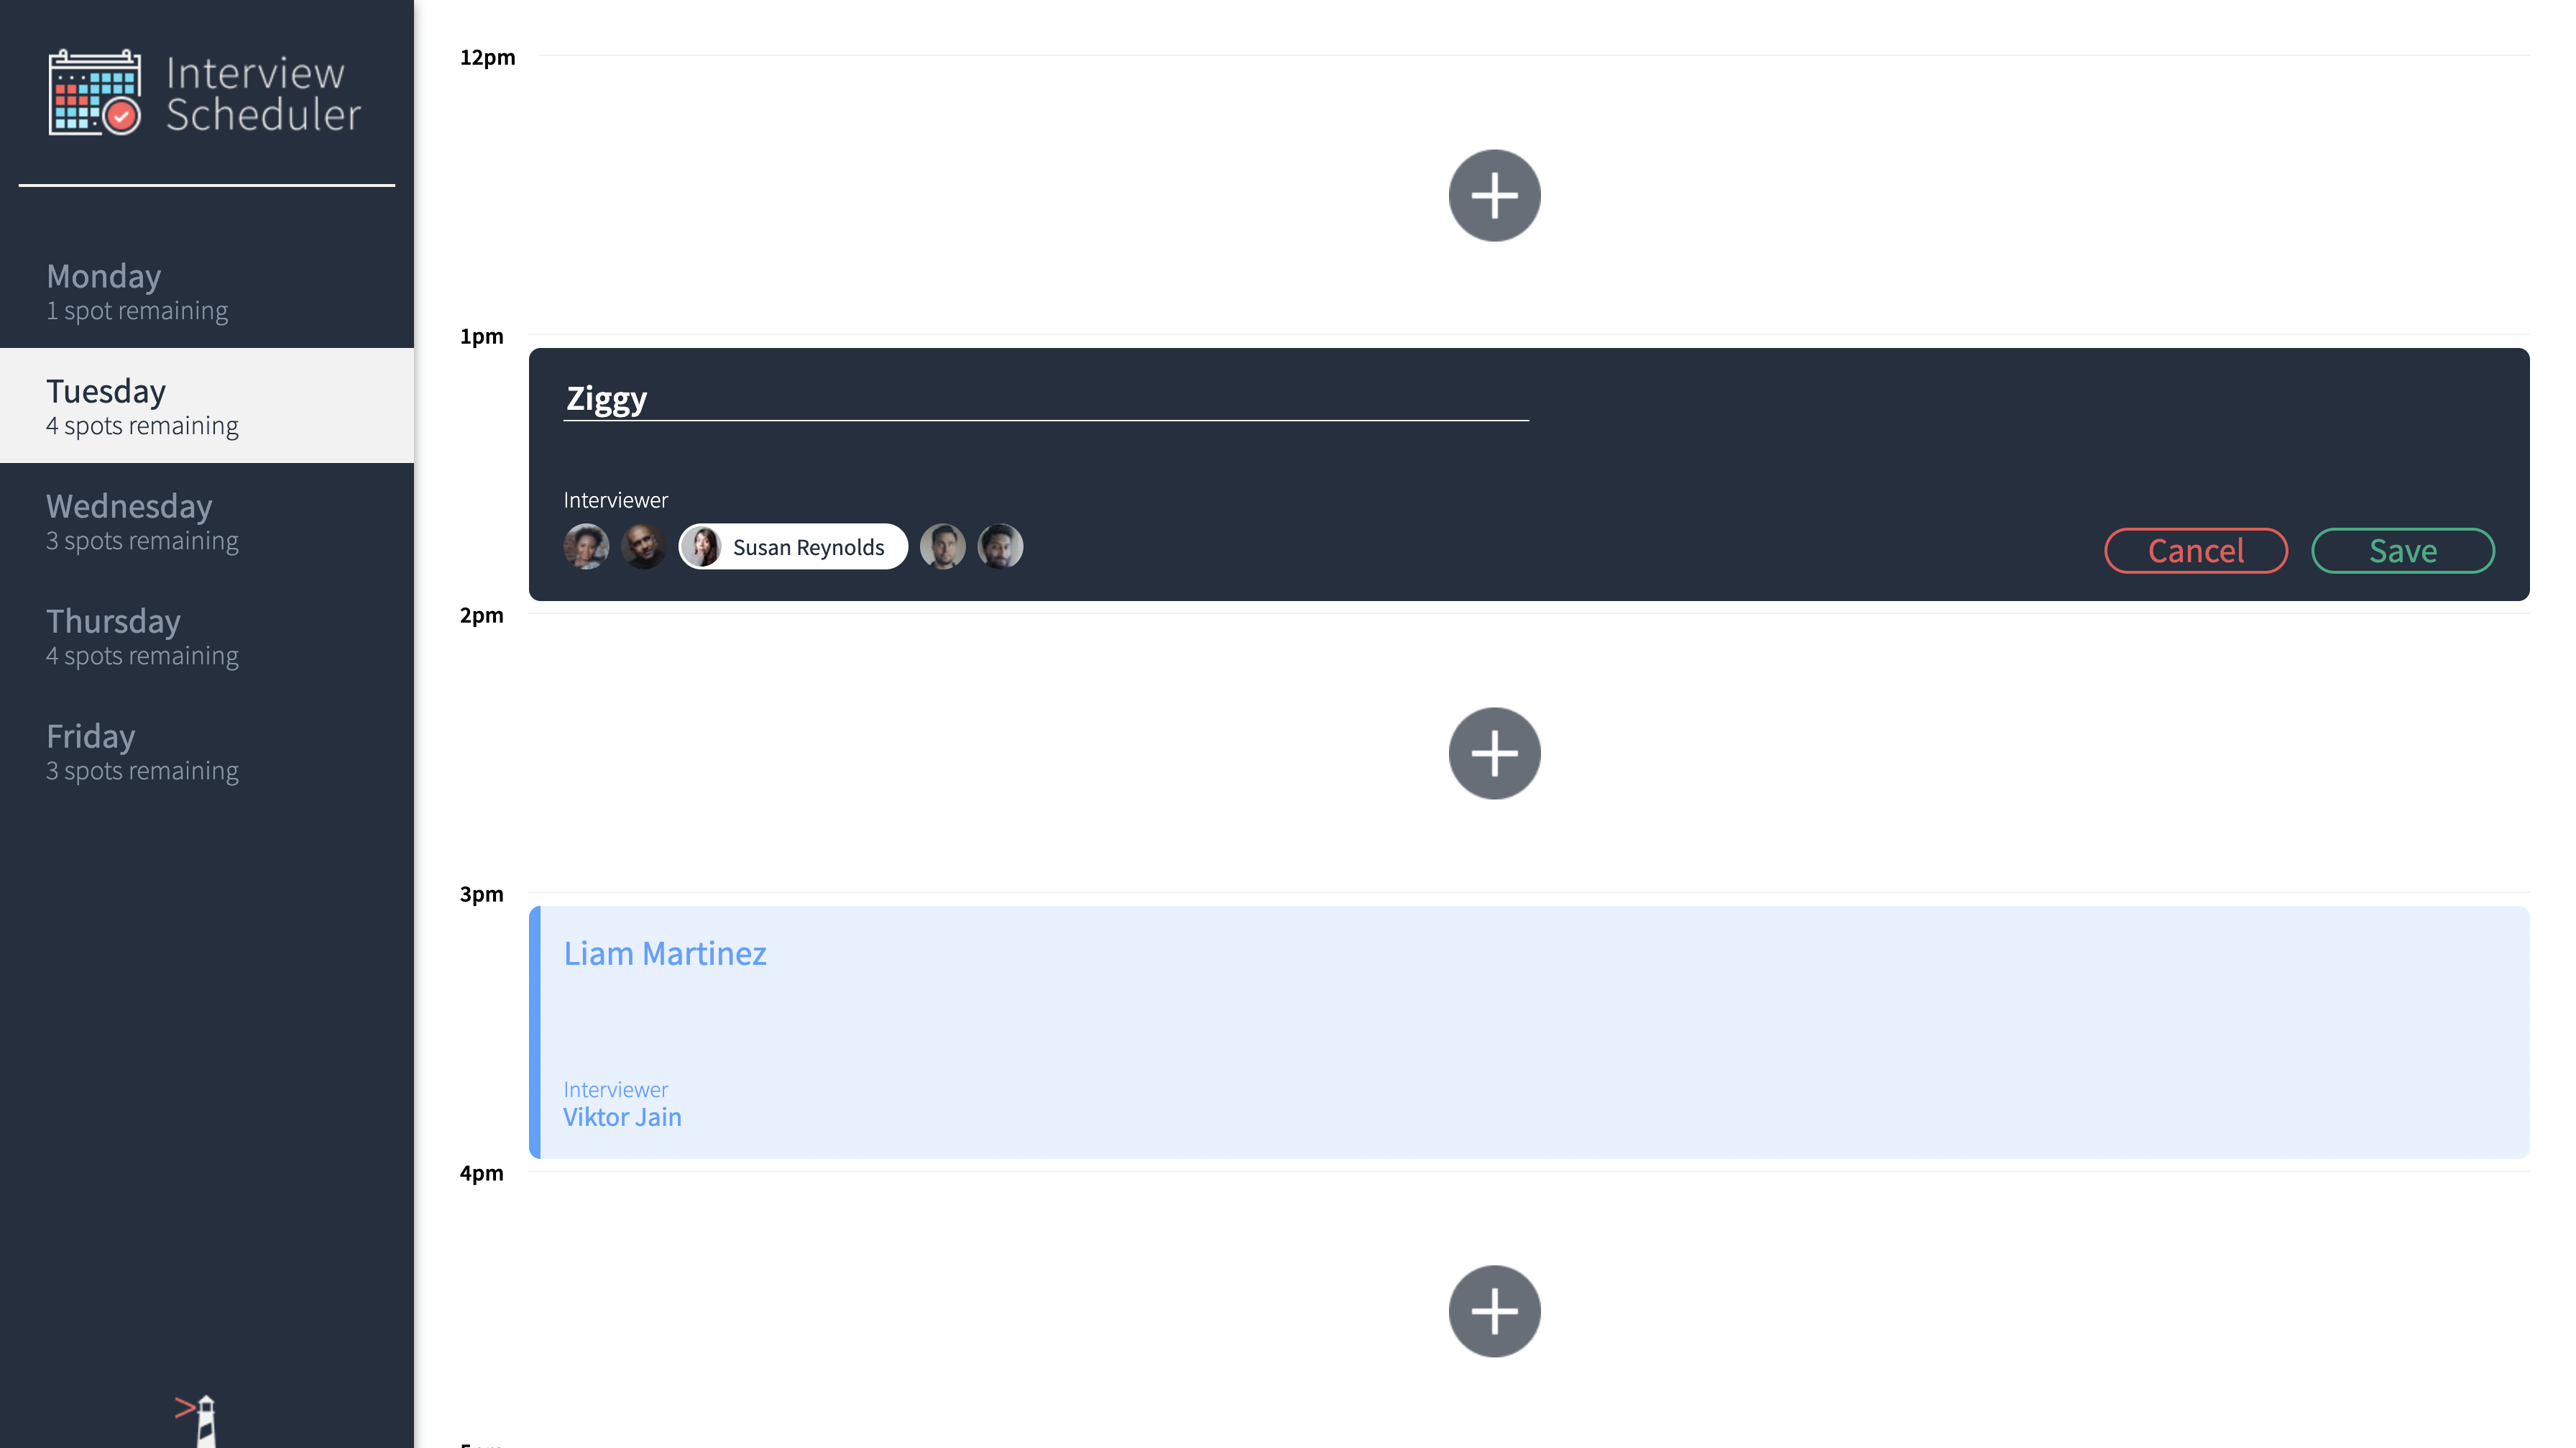 Interview
Scheduler
Monday
1 spot remaining
Tuesday
4 spots remaining
Wednesday
3 spots remaining
Thursday
4 spots remaining
Friday
3 spots remaining
12pm
1pm
Ziggy
Interviewer
Susan Reynolds
Cancel
Save
2pm
3pm
Liam Martinez
Interviewer
Viktor Jain
4pm